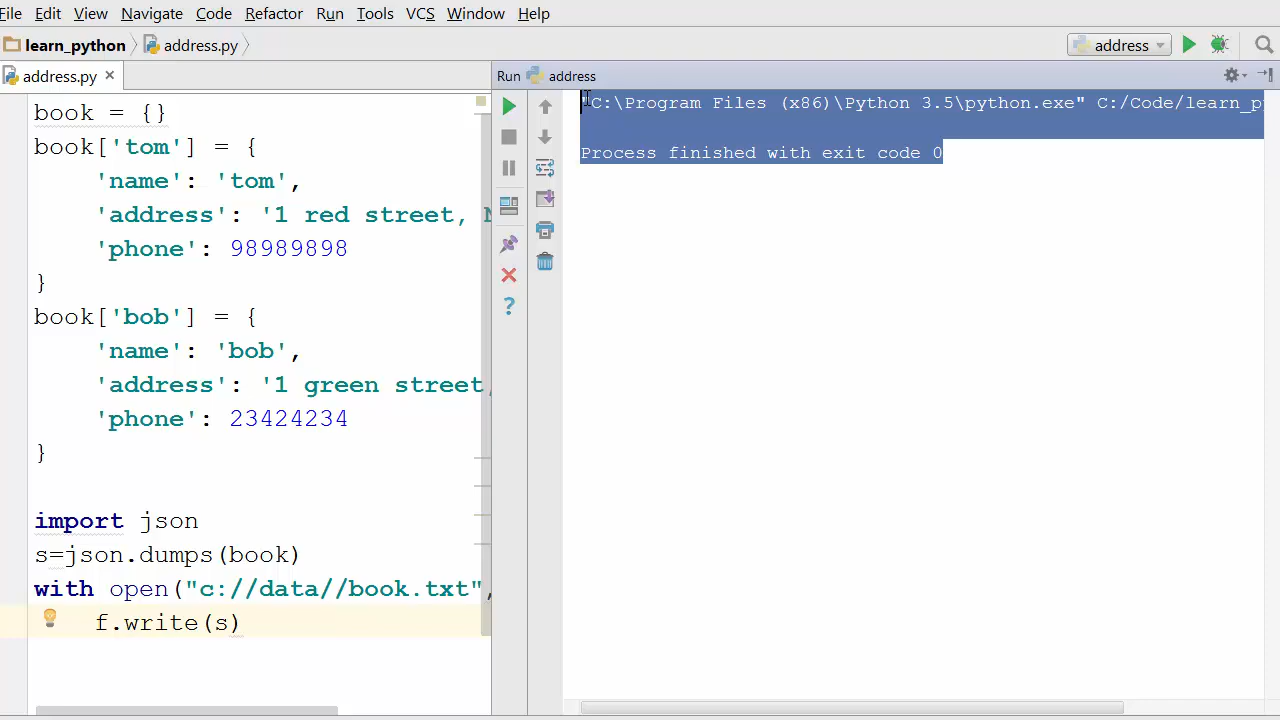 File Edit View Navigate Code Refactor Run Tools VCS Window Help
learn_python address.py address
address.py Run address
book = {}
book['tom'] = {
'name': 'tom',
'address': '1 red street,
'phone': 98989898
}
book['bob'] = {
'name': 'bob',
'address': '1 green street,
'phone': 23424234
}
import json
s=json.dumps(book)
with open("c://data//book.txt",
f.write(s)
"C:\Program Files (x86)\Python 3.5\python.exe" C:/Code/learn_p
Process finished with exit code 0